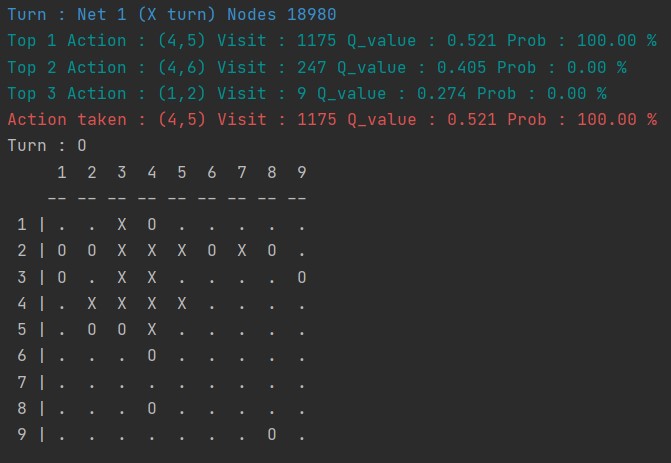 Turn : Net 1 (X turn) Nodes 18980
Top 1 Action : (4,5) Visit : 1175 Q_value : 0.521 Prob : 100.00 %
Top 2 Action : (4,6) Visit : 247 Q_value : 0.405 Prob : 0.00 %
Top 3 Action : (1,2) Visit : 9 Q_value : 0.274 Prob : 0.00 %
Action taken : (4,5) Visit : 1175 Q_value : 0.521 Prob : 100.00 %
Turn : O
    1  2  3  4  5  6  7  8  9
   -- -- -- -- -- -- -- -- --
1 | .  .  X  O  .  .  .  .  .
2 | O  O  X  X  X  O  X  O  .
3 | O  .  X  X  .  .  .  .  O
4 | .  X  X  X  X  .  .  .  .
5 | .  O  O  X  .  .  .  .  .
6 | .  .  .  O  .  .  .  .  .
7 | .  .  .  .  .  .  .  .  .
8 | .  .  .  O  .  .  .  .  .
9 | .  .  .  .  .  .  .  O  .